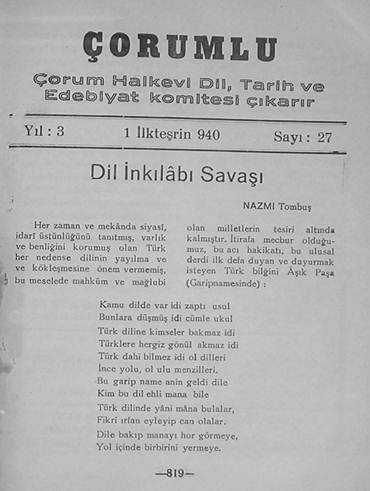 ÇORUMLU
Çorum Halkevi Dil, Tarih ve
Edebiyat komitesi çıkarır
Yıl : 3 1 İlkteşrin 940 Sayı : 27
Dil İnkılâbı Savaşı
NAZMI Tombuş
Her zaman ve mekânda siyasî,
idarî üstünlüğünü tanıtmış, varlık
ve benliğini korumuş olan Türk
her nedense dilinin yayılma ve
ve kökleşmesine önem vermemiş,
bu meselede mahkûm ve mağlubi
olan milletlerin tesiri altında
kalmıştır. İtirafa mecbur olduğu-
muz, bu acı hakikatı, bu ulusal
derdi ilk defa duyan ve duyurmak
isteyen Türk bilğini Âşık Paşa
(Garipnamesinde) :
Kamu dilde var idi zaptı usul
Bunlara düşmüş idi cümle ukul
Türk diline kimseler bakmaz idi
Türklere hergiz gönül akmaz idi
Türk dahi bilmez idi ol dilleri
İnce yolu, ol ulu menzilleri.
Bu garip name anin geldi dile
Kim bu dil ehli mana bile
Türk dilinde yâni mâna bulalar,
Fikri irfan eyleyip can olalar.
Dile bakıp manayı hor görmeye,
Yol içinde birbirini yermeye.
—819—